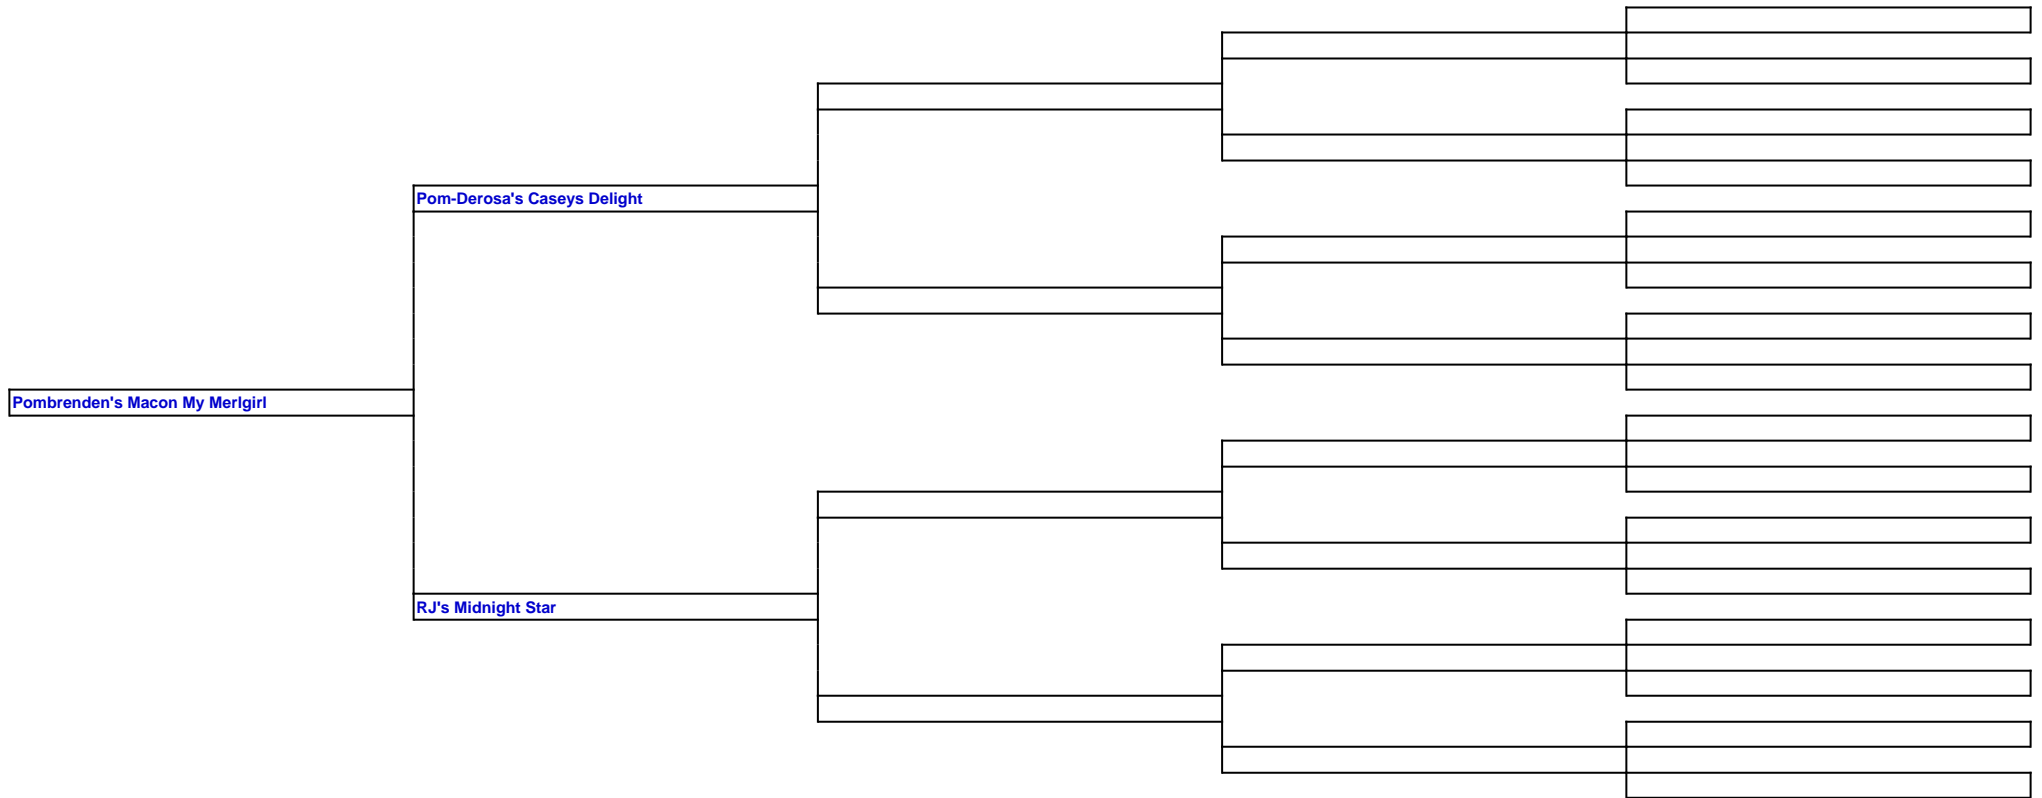 Pom-Derosa's Caseys Delight
Pombrenden's Macon My Merlgirl
RJ's Midnight Star